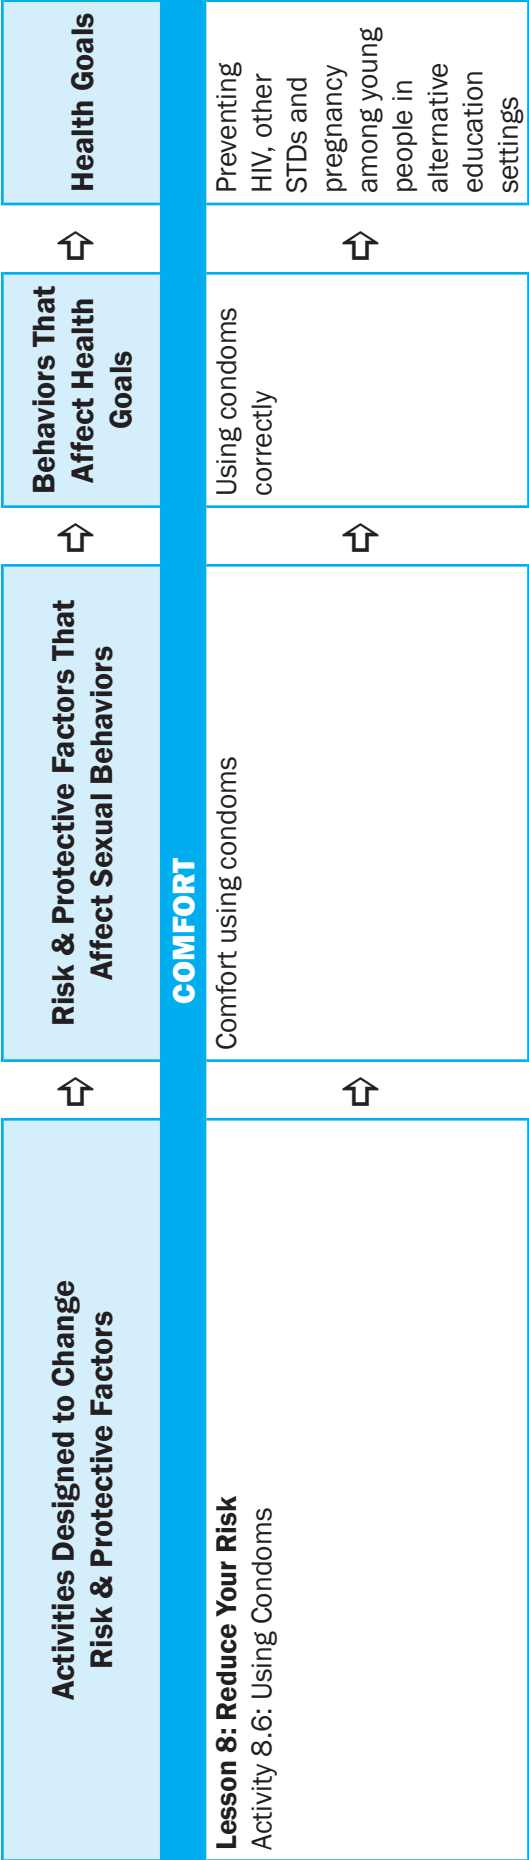 Activities Designed to Change
Risk & Protective Factors
Risk & Protective Factors That
Affect Sexual Behaviors
Behaviors That
Affect Health
Goals
Health Goals
COMFORT
Lesson 8: Reduce Your Risk
Activity 8.6: Using Condoms
Comfort using condoms
Using condoms
correctly
Preventing
HIV, other
STDs and
pregnancy
among young
people in
alternative
education
settings